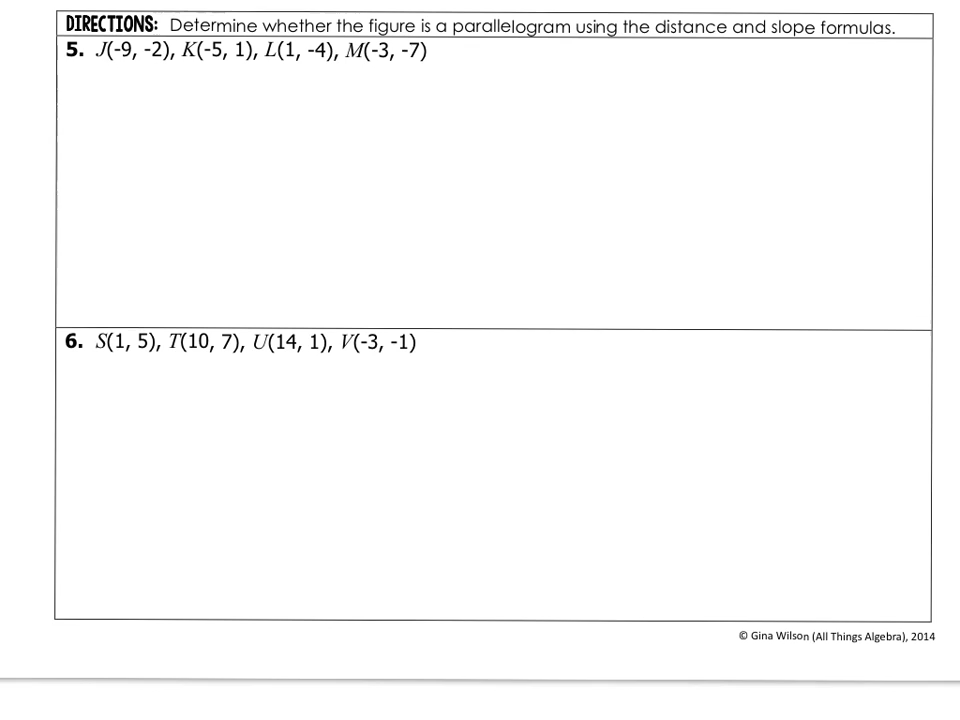 DIRECTIONS: Determine whether the figure is a parallelogram using the distance and slope formulas.
5. J(-9, -2), K(-5, 1), L(1, -4), M(-3, -7)
6. S(1, 5), T(10, 7), U(14, 1), V(-3, -1)
© Gina Wilson (All Things Algebra), 2014